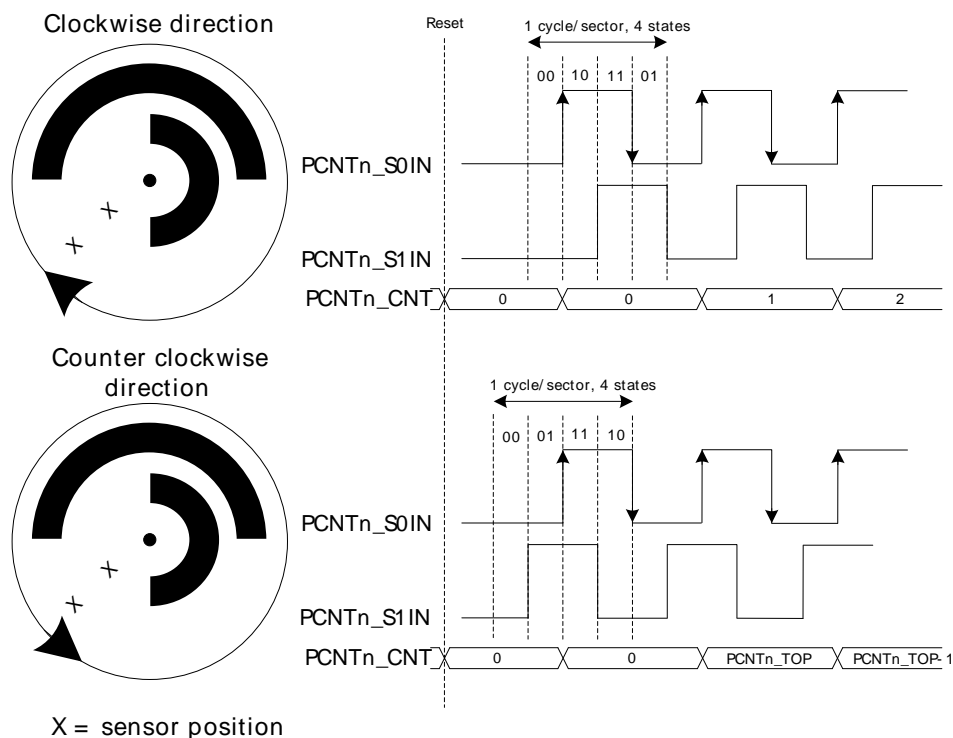 Clockwise direction
Reset
1 cycle/sector, 4 states
00 10 11 01
PCNTn_S0IN
X
X
PCNTn_S1IN
PCNTn_CNT 0 0 1 2
Counter clockwise
direction
1 cycle/sector, 4 states
00 01 11 10
PCNTn_S0IN
X
X
PCNTn_S1IN
PCNTn_CNT 0 0 PCNTn_TOP PCNTn_TOP-1
X = sensor position